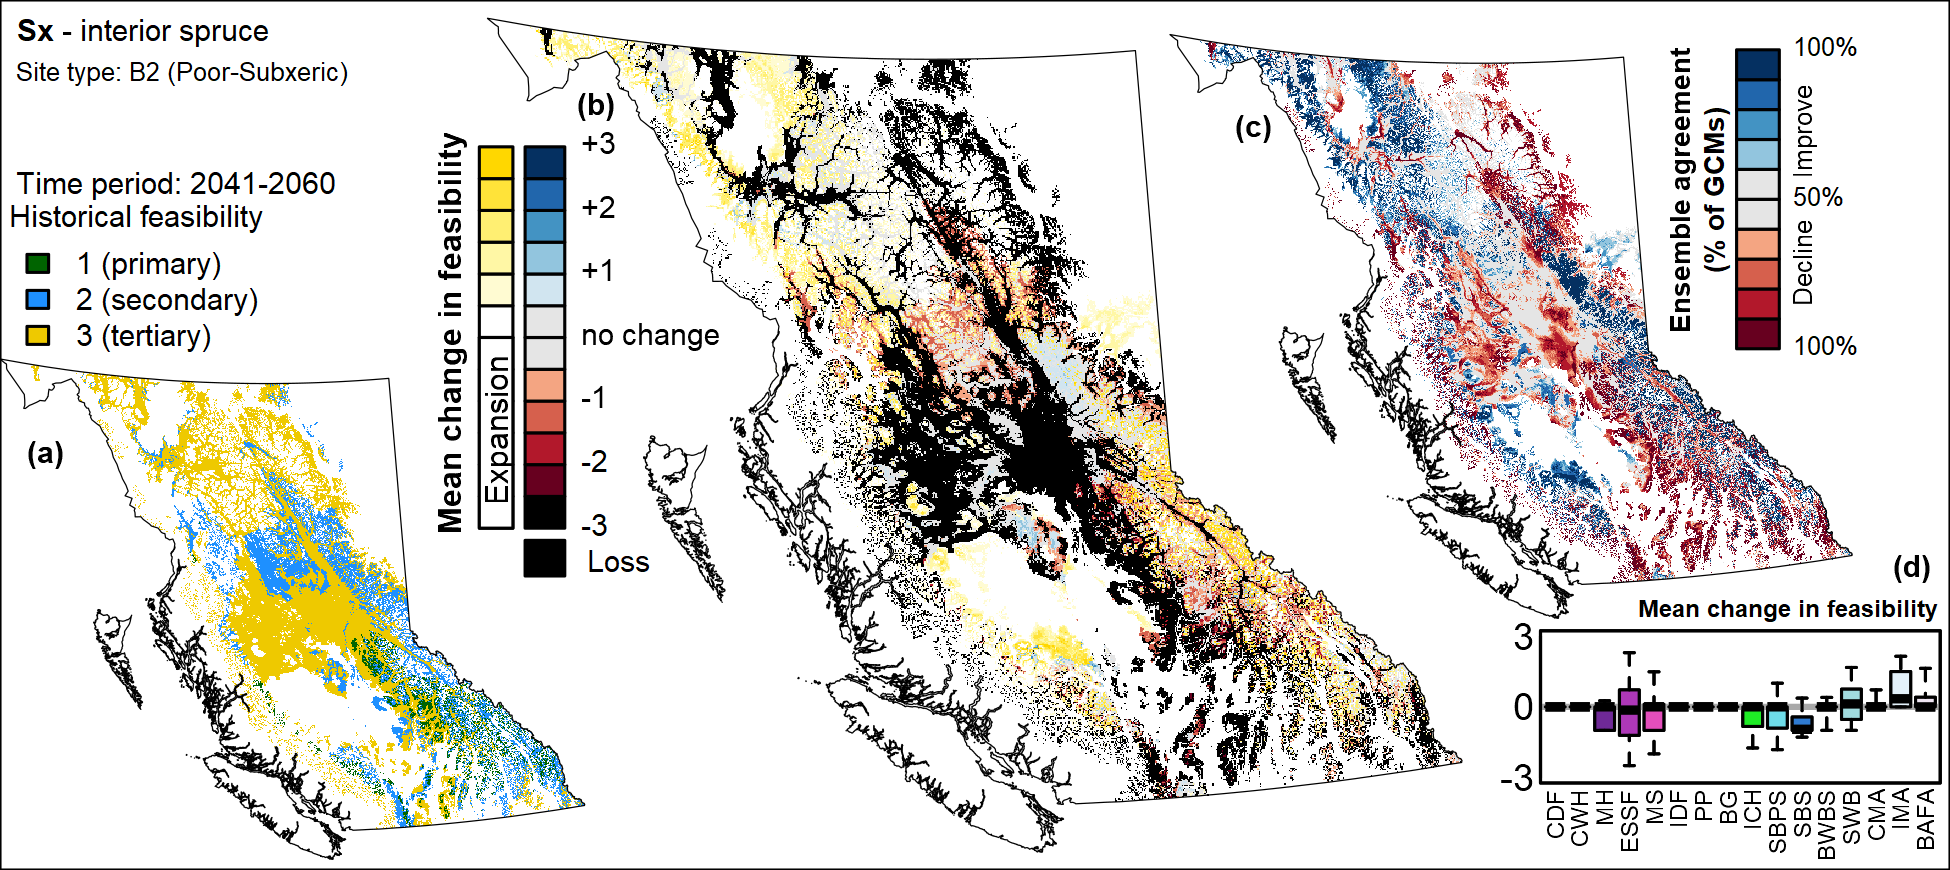 Sx - interior spruce
Site type: B2 (Poor-Subxeric)
Time period: 2041-2060
Historical feasibility
1 (primary)
2 (secondary)
3 (tertiary)
(a)
(b)
Mean change in feasibility
Expansion
+3
+2
+1
no change
-1
-2
-3
Loss
(c)
Ensemble agreement
(% of GCMs)
100%
Improve
50%
Decline
100%
(d)
Mean change in feasibility
3
0
-3
CDF
CWH
MH
ESSF
MS
IDF
PP
BG
ICH
SBPS
SBS
BWBS
SWB
CMA
IMA
BAFA